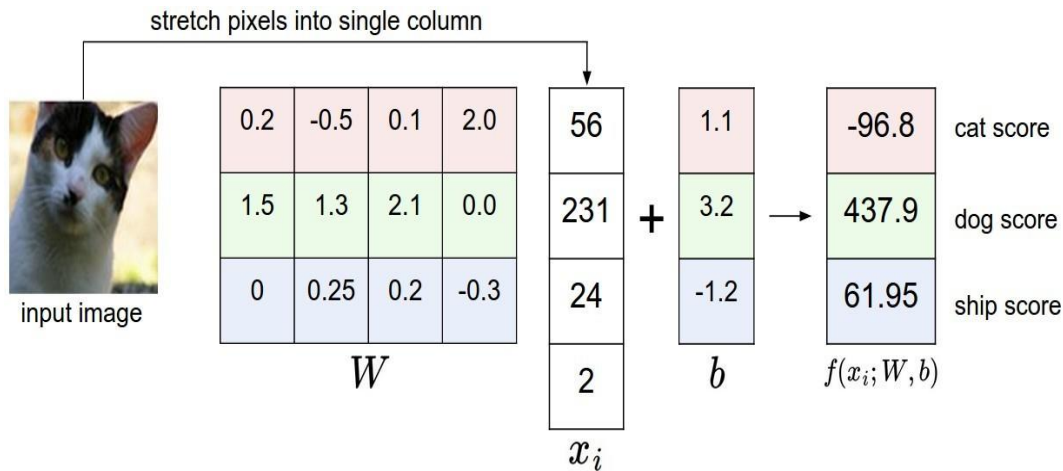 stretch pixels into single column
0.2 -0.5 0.1 2.0 56 1.1 -96.8 cat score
1.5 1.3 2.1 0.0 231 + 3.2 → 437.9 dog score
0 0.25 0.2 -0.3 24 -1.2 61.95 ship score
input image
2
W b f(x_i; W, b)
x_i